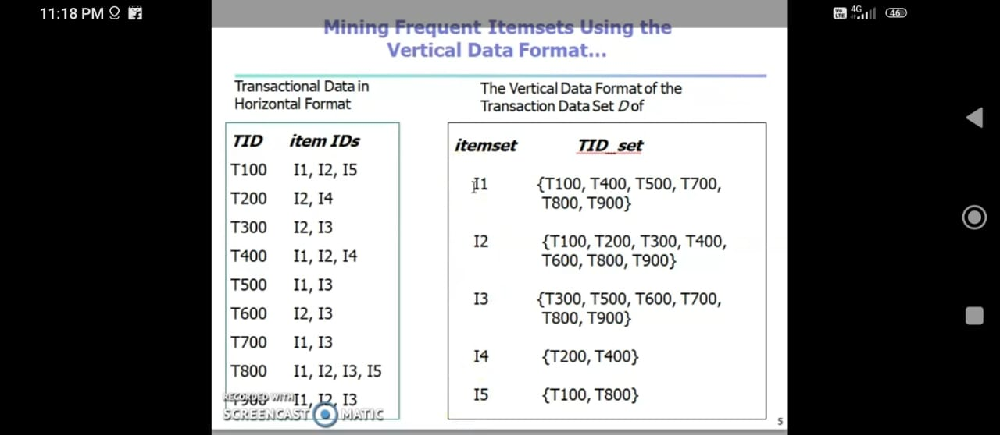 11:18 PM
Vo LTE 4G 46
Mining Frequent Itemsets Using the
Vertical Data Format...
Transactional Data in
Horizontal Format
TID item IDs
T100 I1, I2, I5
T200 I2, I4
T300 I2, I3
T400 I1, I2, I4
T500 I1, I3
T600 I2, I3
T700 I1, I3
T800 I1, I2, I3, I5
T900 I1, I2, I3
The Vertical Data Format of the
Transaction Data Set D of
itemset TID_set
I1 {T100, T400, T500, T700,
T800, T900}
I2 {T100, T200, T300, T400,
T600, T800, T900}
I3 {T300, T500, T600, T700,
T800, T900}
I4 {T200, T400}
I5 {T100, T800}
RECORDED WITH
SCREENCAST MATIC
5